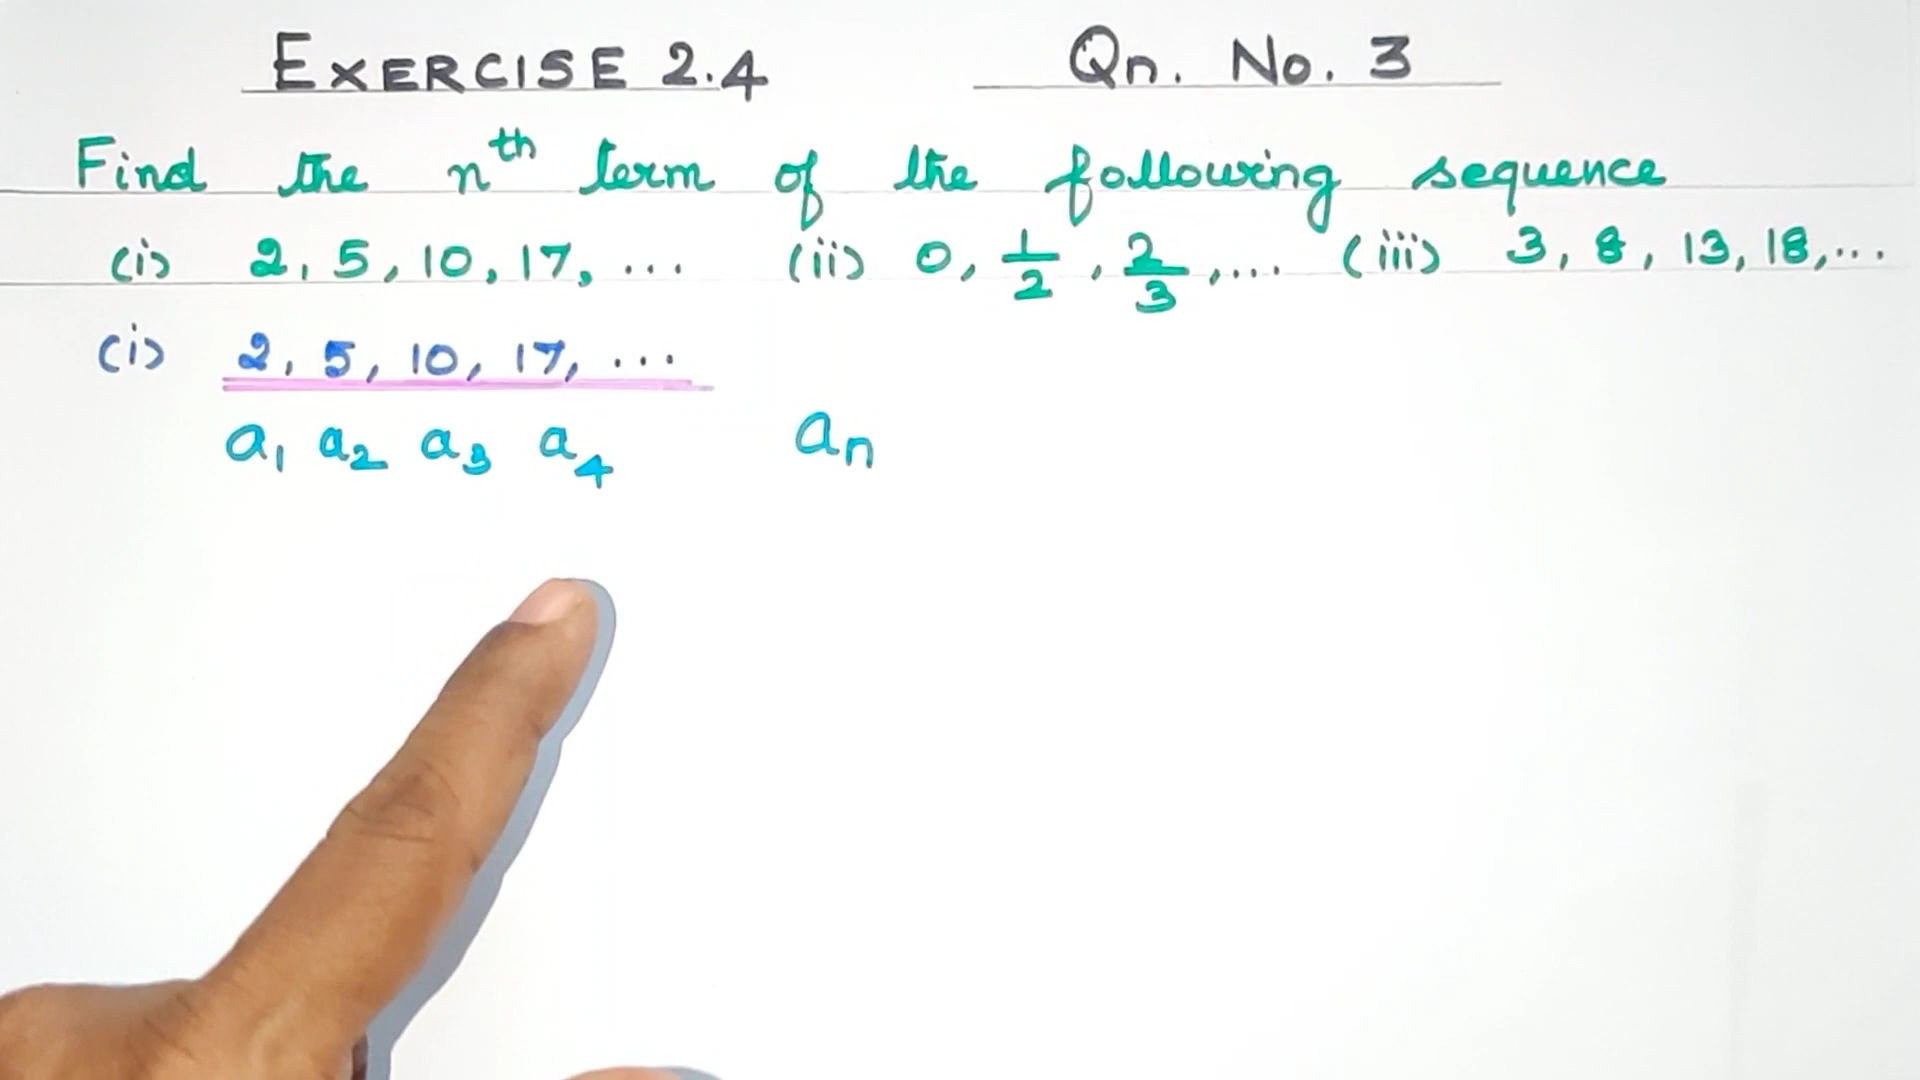 EXERCISE 2.4 Qn. No. 3
Find the nth term of the following sequence
(i) 2, 5, 10, 17, ... (ii) 0, 1/2, 2/3, ... (iii) 3, 8, 13, 18, ...
(i) 2, 5, 10, 17, ...
a1 a2 a3 a4 an